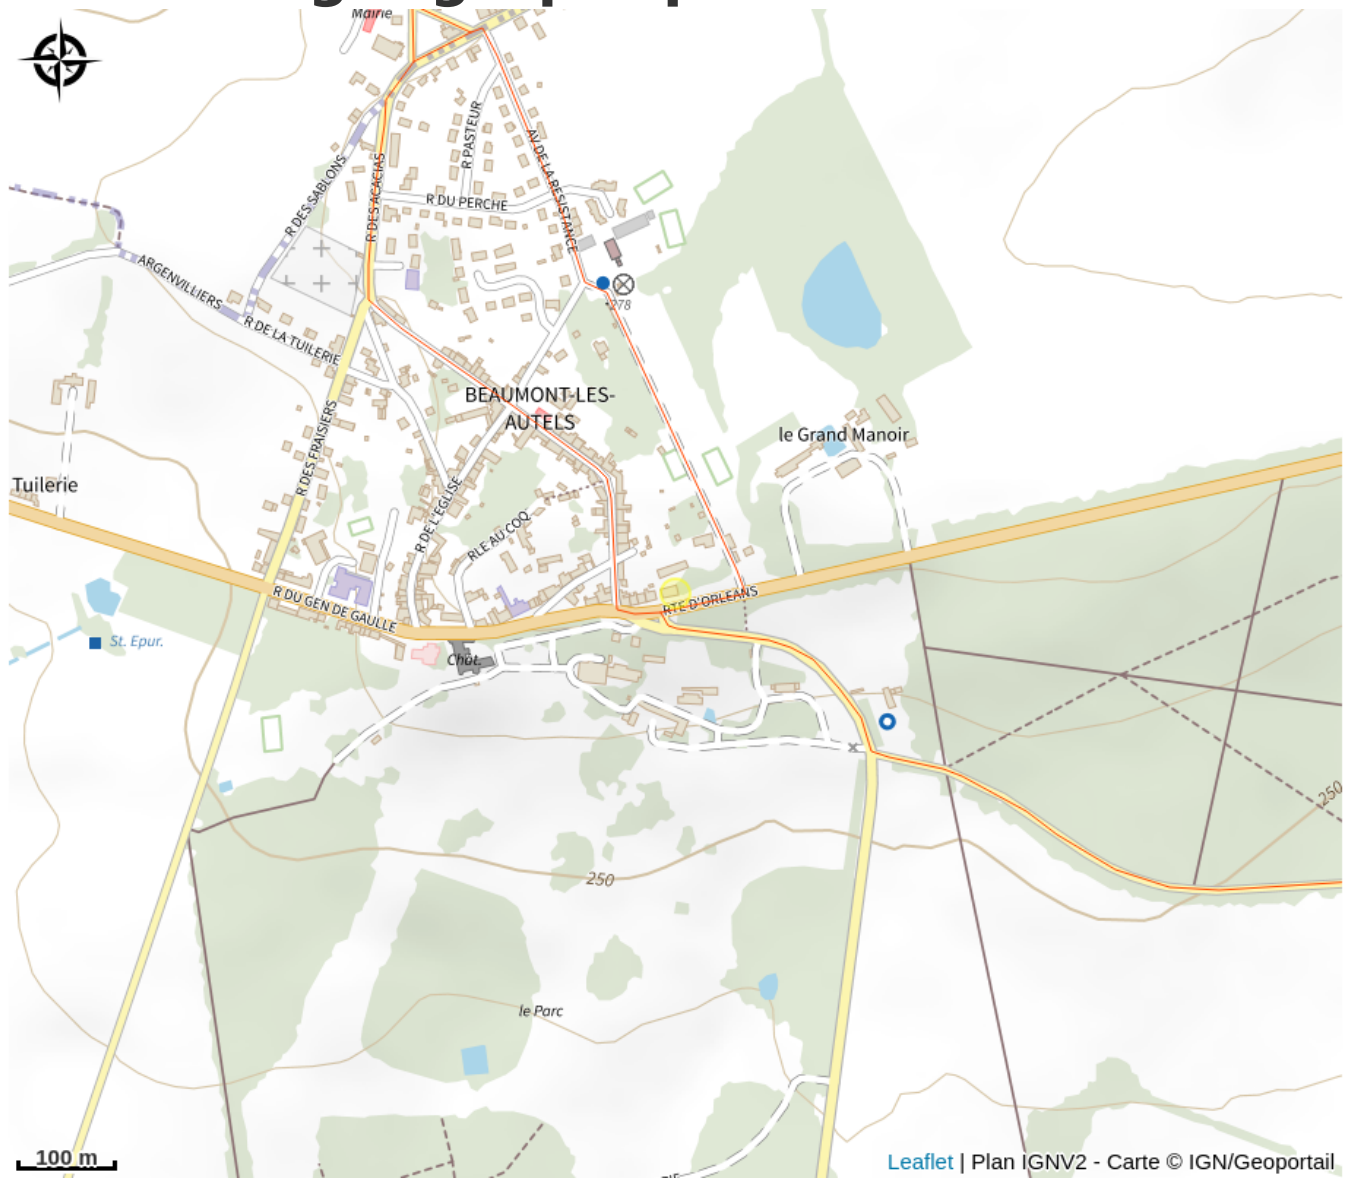 Mairie
R PASTEUR
AV DE LA RESISTANCE
R DES SABLONS
R DES ACACIAS
R DU PERCHE
ARGENVILLIERS
278
R DE LA TUILERIE
BEAUMONT-LES-
AUTELS
le Grand Manoir
R DES FRAISIERS
Tuilerie
R DE L'EGLISE
RLE AU COQ
R DU GEN DE GAULLE
RTE D'ORLEANS
St. Epur.
Chât.
250
250
le Parc
100 m
Leaflet | Plan IGNV2 - Carte © IGN/Geoportail